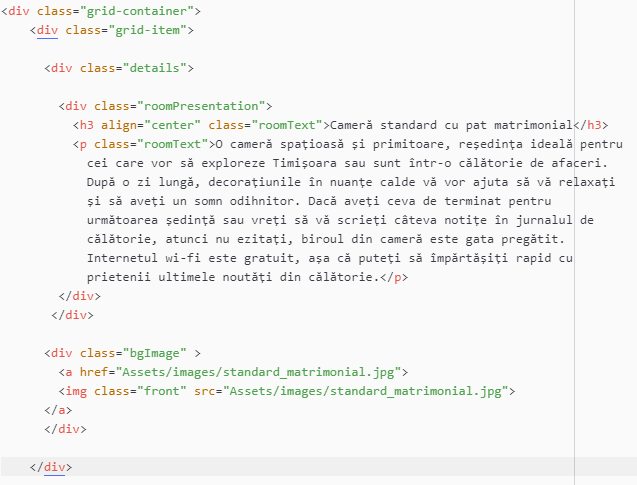 <div class="grid-container">
<div class="grid-item">
<div class="details">
<div class="roomPresentation">
<h3 align="center" class="roomText">Cameră standard cu pat matrimonial</h3>
<p class="roomText">O cameră spațioasă și primitoare, reședința ideală pentru
cei care vor să exploreze Timișoara sau sunt într-o călătorie de afaceri.
După o zi lungă, decorațiunile în nuanțe calde vă vor ajuta să vă relaxați
și să aveți un somn odihnitor. Dacă aveți ceva de terminat pentru
următoarea ședință sau vreți să vă scrieți câteva notițe în jurnalul de
călătorie, atunci nu ezitați, biroul din cameră este gata pregătit.
Internetul wi-fi este gratuit, așa că puteți să împărtășiți rapid cu
prietenii ultimele noutăți din călătorie.</p>
</div>
</div>
<div class="bgImage" >
<a href="Assets/images/standard_matrimonial.jpg">
<img class="front" src="Assets/images/standard_matrimonial.jpg">
</a>
</div>
</div>